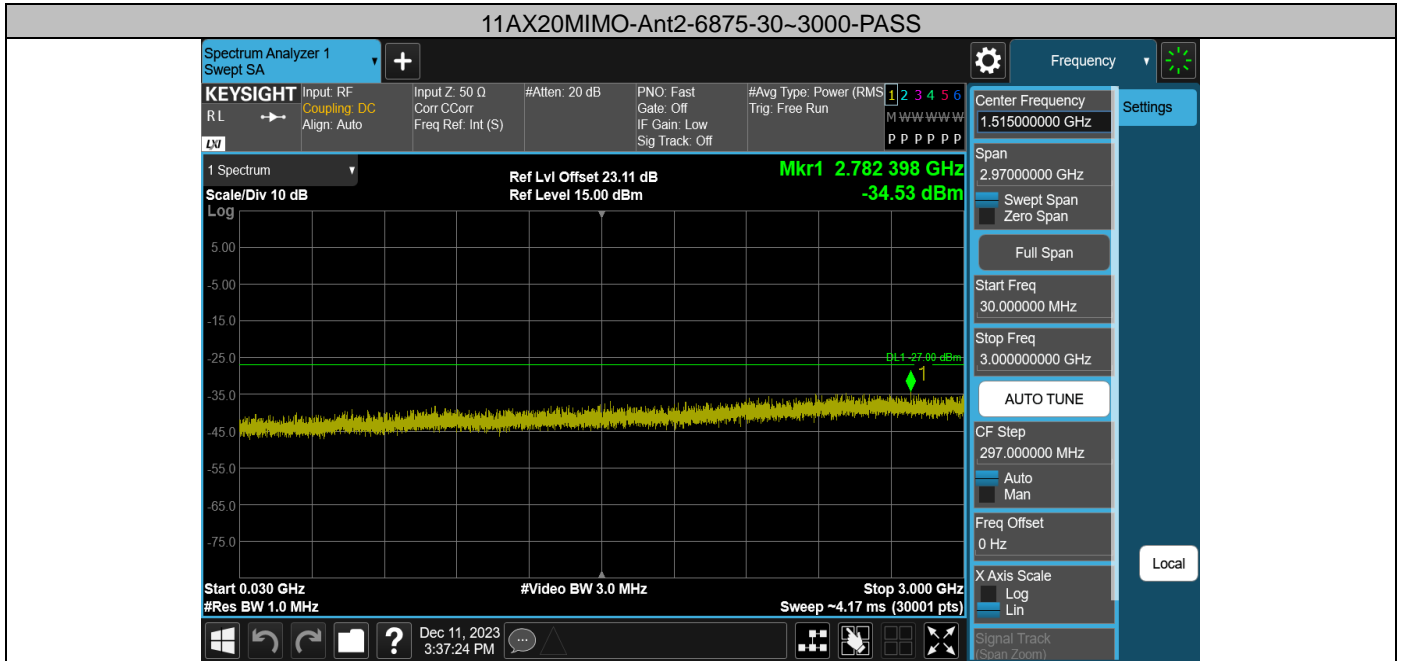 11AX20MIMO-Ant2-6875-30~3000-PASS
Spectrum Analyzer 1
Swept SA
Frequency
KEYSIGHT
RL
LXI
Input: RF
Coupling: DC
Align: Auto
Input Z: 50 Ω
Corr CCorr
Freq Ref: Int (S)
#Atten: 20 dB
PNO: Fast
Gate: Off
IF Gain: Low
Sig Track: Off
#Avg Type: Power (RMS
Trig: Free Run
1 2 3 4 5 6
M W W W W W
P P P P P P
1 Spectrum
Scale/Div 10 dB
Ref Lvl Offset 23.11 dB
Ref Level 15.00 dBm
Mkr1 2.782 398 GHz
-34.53 dBm
Log
5.00
-5.00
-15.0
-25.0
-35.0
-45.0
-55.0
-65.0
-75.0
DL1 -27.00 dBm
1
Start 0.030 GHz
#Res BW 1.0 MHz
#Video BW 3.0 MHz
Stop 3.000 GHz
Sweep ~4.17 ms (30001 pts)
Dec 11, 2023
3:37:24 PM
Center Frequency
1.515000000 GHz
Settings
Span
2.97000000 GHz
Swept Span
Zero Span
Full Span
Start Freq
30.000000 MHz
Stop Freq
3.000000000 GHz
AUTO TUNE
CF Step
297.000000 MHz
Auto
Man
Freq Offset
0 Hz
X Axis Scale
Log
Lin
Signal Track
(Span Zoom)
Local